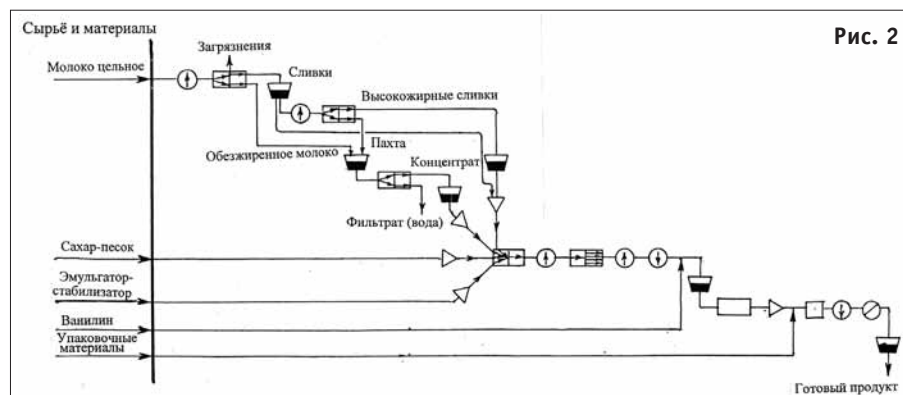 Рис. 2
Сырьё и материалы
Загрязнения
Молоко цельное
Сливки
Высокожирные сливки
Пахта
Обезжиренное молоко
Концентрат
Фильтрат (вода)
Сахар-песок
Эмульгатор-
стабилизатор
Ванилин
Упаковочные
материалы
Готовый продукт